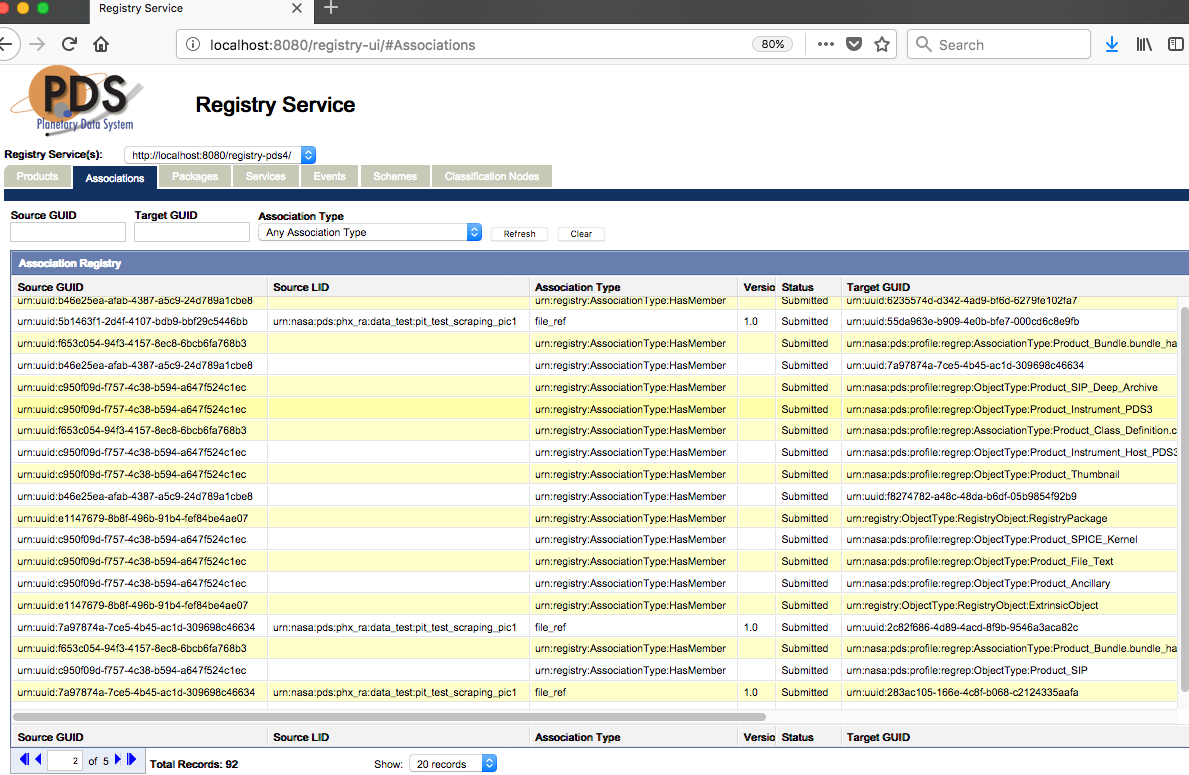 Registry Service
localhost:8080/registry-ui/#Associations
80%
Search
PDS
Planetary Data System
Registry Service
Registry Service(s):
http://localhost:8080/registry-pds4/
Products Associations Packages Services Events Schemes Classification Nodes
Source GUID Target GUID Association Type
Any Association Type Refresh Clear
Association Registry
Source GUID Source LID Association Type Versio Status Target GUID
urn:uuid:b46e25ea-afab-4387-a5c9-24d789a1cbe8 urn:registry:AssociationType:HasMember Submitted urn:uuid:6235574d-d342-4ad9-bf6d-6279fe102fa7
urn:uuid:5b1463f1-2d4f-4107-bdb9-bbf29c5446bb urn:nasa:pds:phx_ra:data_test:pit_test_scraping_pic1 file_ref 1.0 Submitted urn:uuid:55da963e-b909-4e0b-bfe7-000cd6c8e9fb
urn:uuid:f653c054-94f3-4157-8ec8-6bcb6fa768b3 urn:registry:AssociationType:HasMember Submitted urn:nasa:pds:profile:regrep:AssociationType:Product_Bundle.bundle_ha
urn:uuid:b46e25ea-afab-4387-a5c9-24d789a1cbe8 urn:registry:AssociationType:HasMember Submitted urn:uuid:7a97874a-7ce5-4b45-ac1d-309698c46634
urn:uuid:c950f09d-f757-4c38-b594-a647f524c1ec urn:registry:AssociationType:HasMember Submitted urn:nasa:pds:profile:regrep:ObjectType:Product_SIP_Deep_Archive
urn:uuid:c950f09d-f757-4c38-b594-a647f524c1ec urn:registry:AssociationType:HasMember Submitted urn:nasa:pds:profile:regrep:ObjectType:Product_Instrument_PDS3
urn:uuid:f653c054-94f3-4157-8ec8-6bcb6fa768b3 urn:registry:AssociationType:HasMember Submitted urn:nasa:pds:profile:regrep:AssociationType:Product_Class_Definition.c
urn:uuid:c950f09d-f757-4c38-b594-a647f524c1ec urn:registry:AssociationType:HasMember Submitted urn:nasa:pds:profile:regrep:ObjectType:Product_Instrument_Host_PDS3
urn:uuid:c950f09d-f757-4c38-b594-a647f524c1ec urn:registry:AssociationType:HasMember Submitted urn:nasa:pds:profile:regrep:ObjectType:Product_Thumbnail
urn:uuid:b46e25ea-afab-4387-a5c9-24d789a1cbe8 urn:registry:AssociationType:HasMember Submitted urn:uuid:f8274782-a48c-48da-b6df-05b9854f92b9
urn:uuid:e1147679-8b8f-496b-91b4-fef84be4ae07 urn:registry:AssociationType:HasMember Submitted urn:registry:ObjectType:RegistryObject:RegistryPackage
urn:uuid:c950f09d-f757-4c38-b594-a647f524c1ec urn:registry:AssociationType:HasMember Submitted urn:nasa:pds:profile:regrep:ObjectType:Product_SPICE_Kernel
urn:uuid:c950f09d-f757-4c38-b594-a647f524c1ec urn:registry:AssociationType:HasMember Submitted urn:nasa:pds:profile:regrep:ObjectType:Product_File_Text
urn:uuid:c950f09d-f757-4c38-b594-a647f524c1ec urn:registry:AssociationType:HasMember Submitted urn:nasa:pds:profile:regrep:ObjectType:Product_Ancillary
urn:uuid:e1147679-8b8f-496b-91b4-fef84be4ae07 urn:registry:AssociationType:HasMember Submitted urn:registry:ObjectType:RegistryObject:ExtrinsicObject
urn:uuid:7a97874a-7ce5-4b45-ac1d-309698c46634 urn:nasa:pds:phx_ra:data_test:pit_test_scraping_pic1 file_ref 1.0 Submitted urn:uuid:2c82f686-4d89-4acd-8f9b-9546a3aca82c
urn:uuid:f653c054-94f3-4157-8ec8-6bcb6fa768b3 urn:registry:AssociationType:HasMember Submitted urn:nasa:pds:profile:regrep:AssociationType:Product_Bundle.bundle_ha
urn:uuid:c950f09d-f757-4c38-b594-a647f524c1ec urn:registry:AssociationType:HasMember Submitted urn:nasa:pds:profile:regrep:ObjectType:Product_SIP
urn:uuid:7a97874a-7ce5-4b45-ac1d-309698c46634 urn:nasa:pds:phx_ra:data_test:pit_test_scraping_pic1 file_ref 1.0 Submitted urn:uuid:283ac105-166e-4c8f-b068-c2124335aafa
Source GUID Source LID Association Type Versio Status Target GUID
2 of 5 Total Records: 92 Show: 20 records